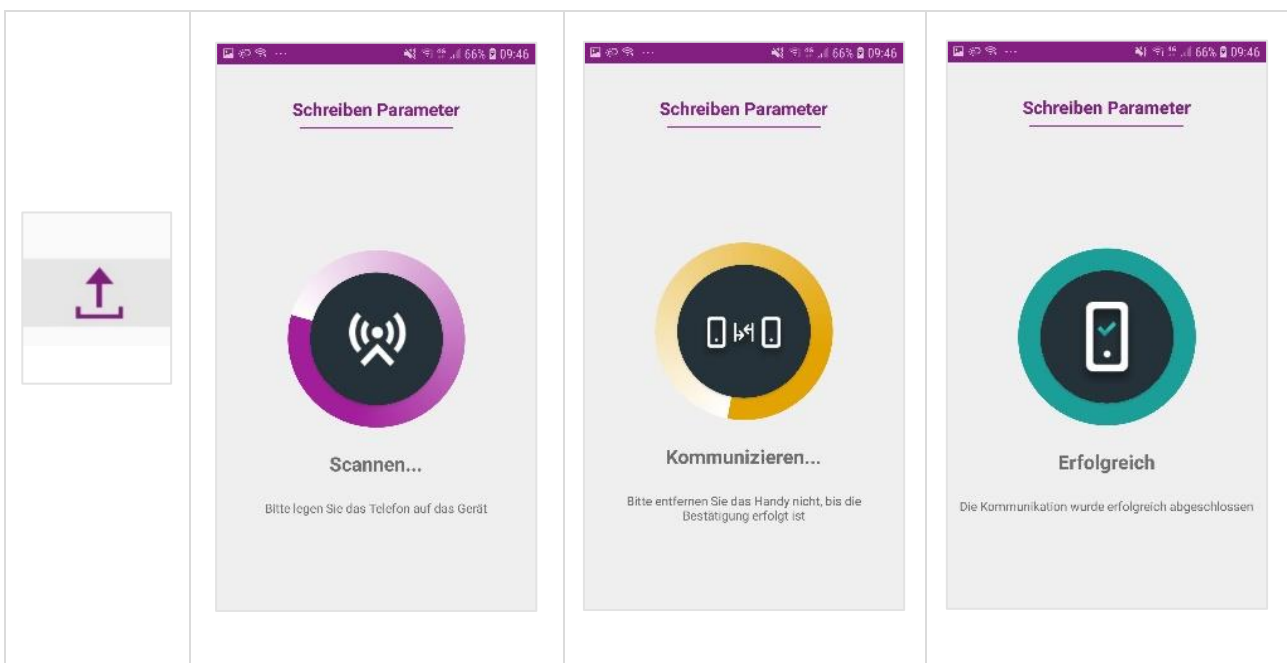 66% 09:46
Schreiben Parameter
Scannen...
Bitte legen Sie das Telefon auf das Gerät
66% 09:46
Schreiben Parameter
Kommunizieren...
Bitte entfernen Sie das Handy nicht, bis die
Bestätigung erfolgt ist
66% 09:46
Schreiben Parameter
Erfolgreich
Die Kommunikation wurde erfolgreich abgeschlossen